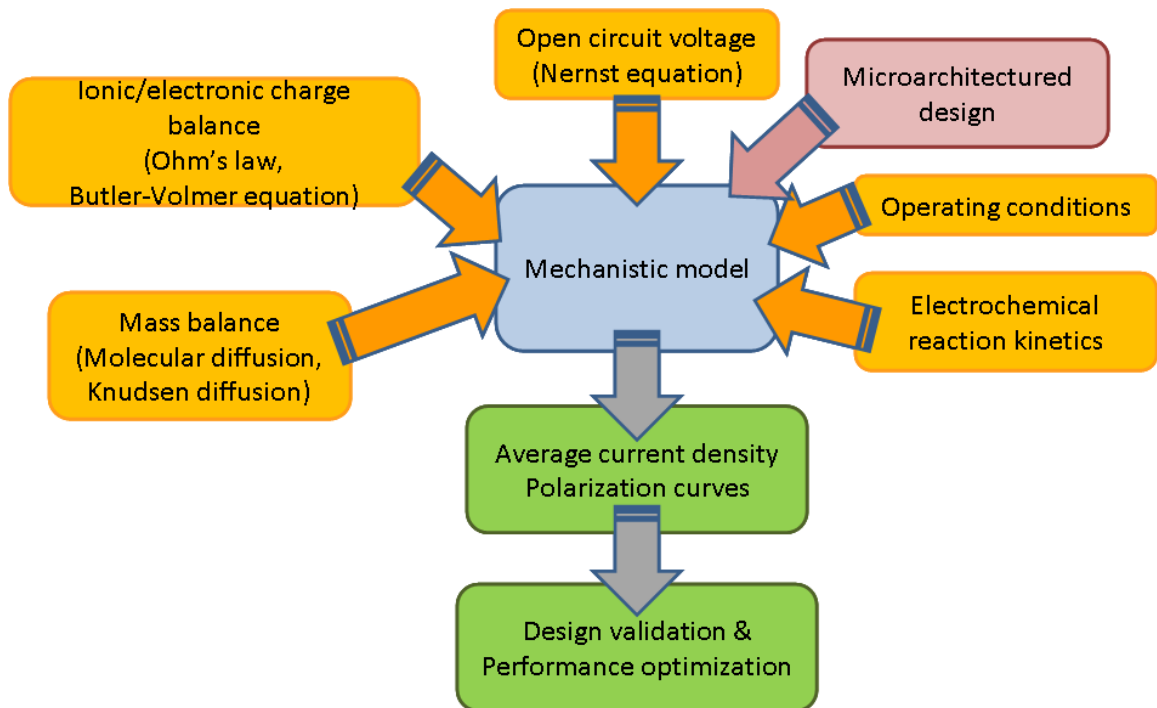 Open circuit voltage
(Nernst equation)
Microarchitectured
design
Ionic/electronic charge
balance
(Ohm's law,
Butler-Volmer equation)
Operating conditions
Mechanistic model
Mass balance
(Molecular diffusion,
Knudsen diffusion)
Electrochemical
reaction kinetics
Average current density
Polarization curves
Design validation &
Performance optimization